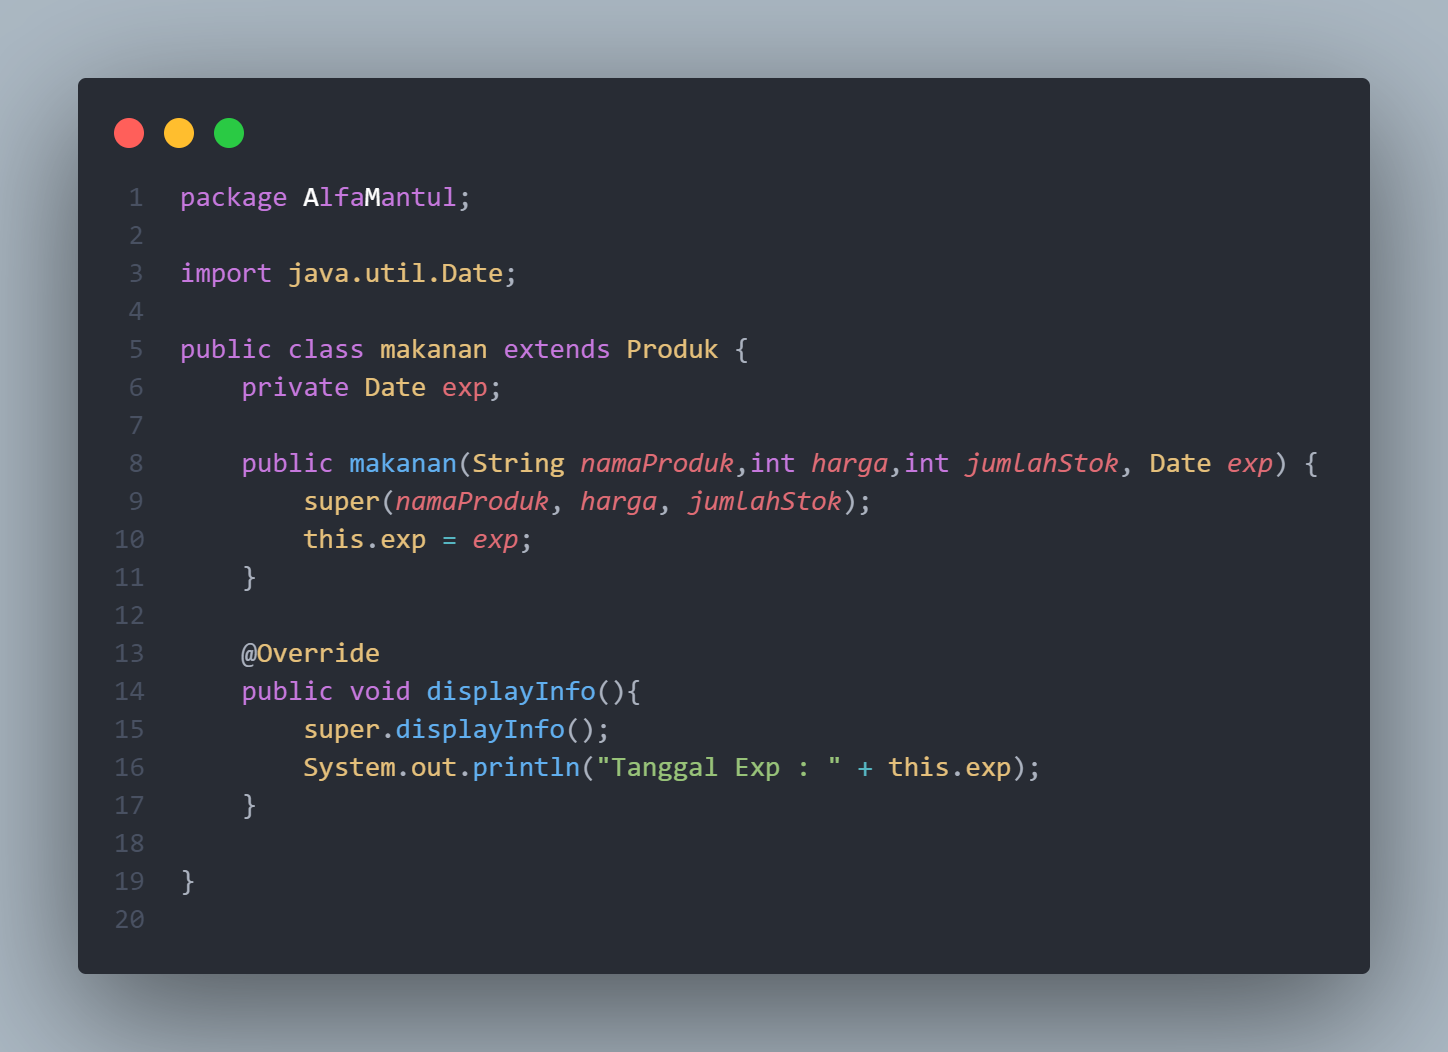 1 package AlfaMantul;
2
3 import java.util.Date;
4
5 public class makanan extends Produk {
6     private Date exp;
7
8     public makanan(String namaProduk,int harga,int jumlahStok, Date exp) {
9         super(namaProduk, harga, jumlahStok);
10         this.exp = exp;
11     }
12
13     @Override
14     public void displayInfo(){
15         super.displayInfo();
16         System.out.println("Tanggal Exp : " + this.exp);
17     }
18
19 }
20